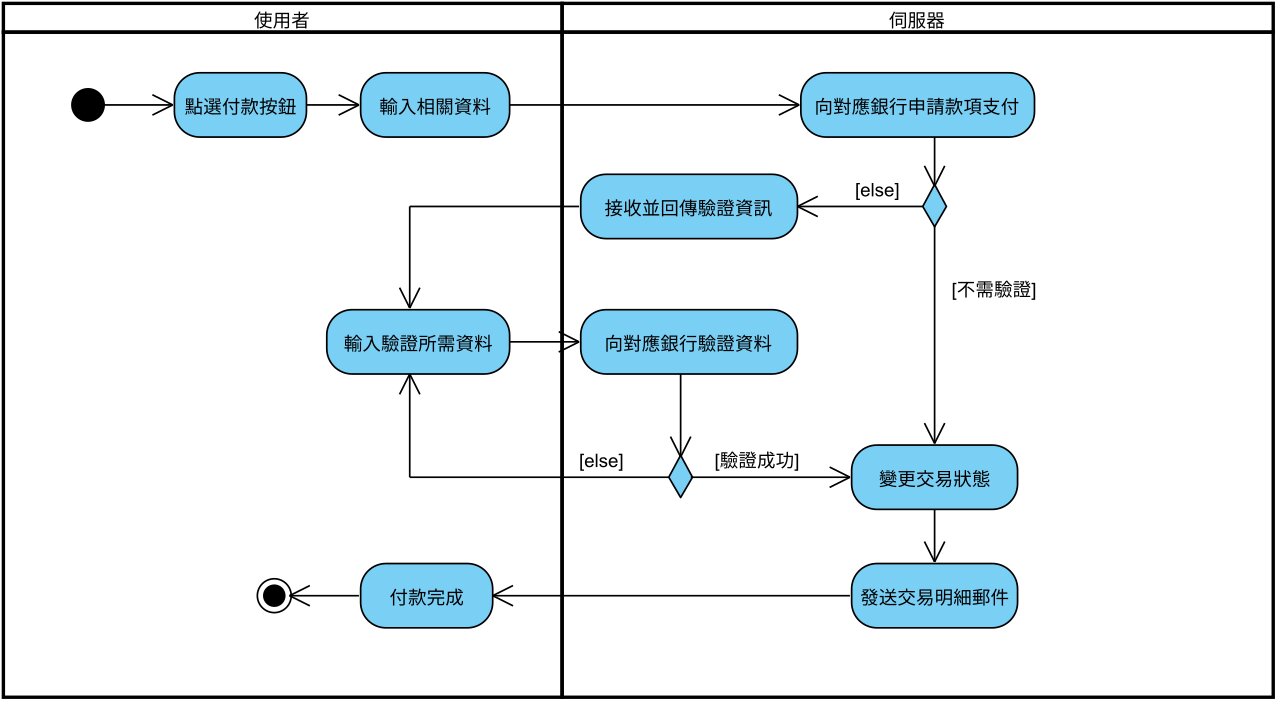 使用者
伺服器
點選付款按鈕
輸入相關資料
向對應銀行申請款項支付
接收並回傳驗證資訊
[else]
[不需驗證]
輸入驗證所需資料
向對應銀行驗證資料
[else]
[驗證成功]
變更交易狀態
付款完成
發送交易明細郵件